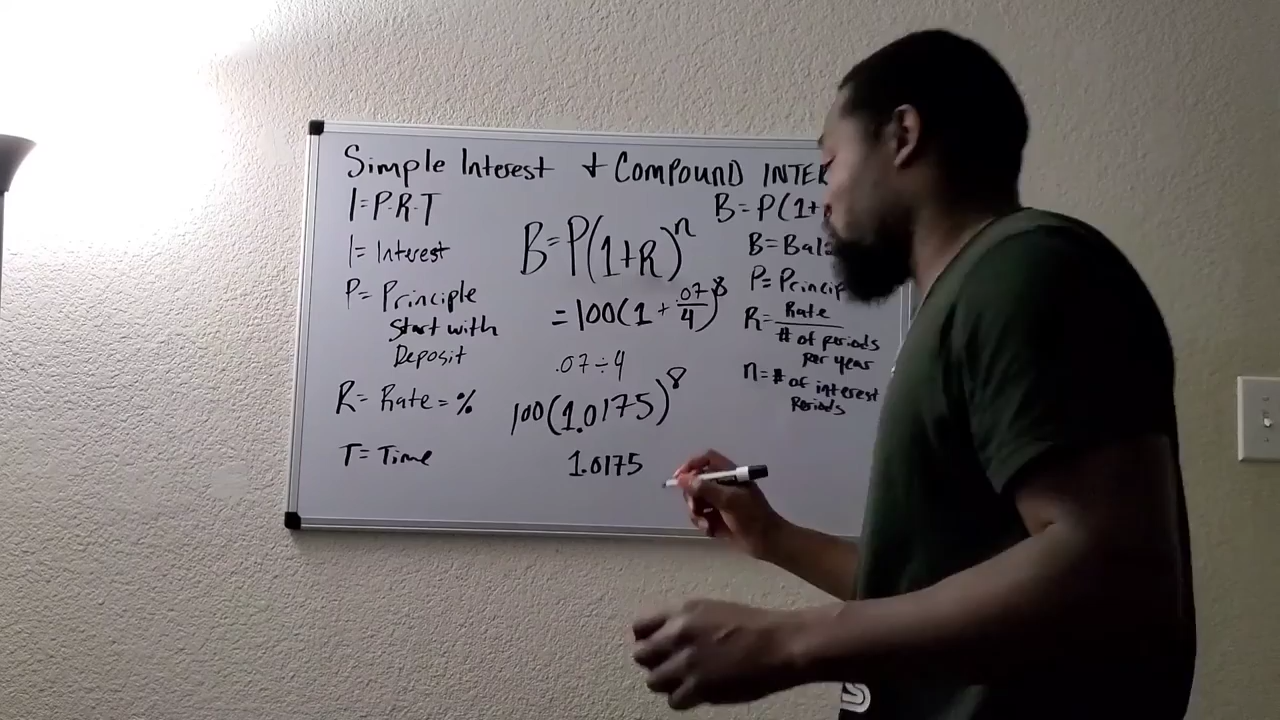 Simple Interest + COMPOUND INTER
I=P.R.T
I= Interest
P= Principle
Start with
Deposit
R= Rate = %
T= Time
B=P(1+R)^n
=100(1+.07/4)^8
.07÷4
100(1.0175)^8
1.0175
B=P(1+
B=Bala
P=Princip
R=Rate
# of periods
per year
n=# of interest
Periods
S